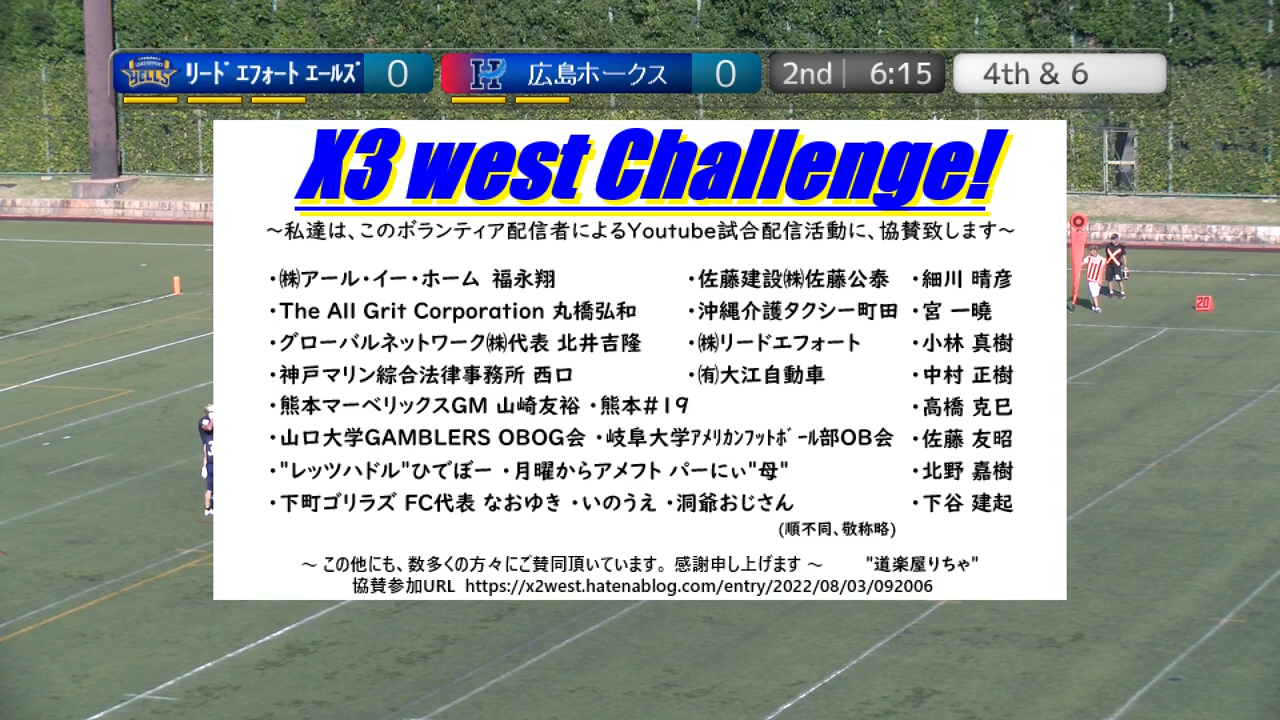 HELLS リードエフォートエールズ 0 H 広島ホークス 0 2nd 6:15 4th & 6
X3 west Challenge!
～私達は、このボランティア配信者によるYoutube試合配信活動に、協賛致します～
・㈱アール・イー・ホーム 福永翔 ・佐藤建設㈱佐藤公泰 ・細川 晴彦
・The All Grit Corporation 丸橋弘和 ・沖縄介護タクシー町田 ・宮 一曉
・グローバルネットワーク㈱代表 北井吉隆 ・㈱リードエフォート ・小林 真樹
・神戸マリン綜合法律事務所 西口 ・㈲大江自動車 ・中村 正樹
・熊本マーベリックスGM 山崎友裕 ・熊本#19 ・高橋 克巳
・山口大学GAMBLERS OBOG会 ・岐阜大学ｱﾒﾘｶﾝﾌｯﾄﾎﾞｰﾙ部OB会 ・佐藤 友昭
・"レッツハドル"ひでぼー ・月曜からアメフト パーにぃ"母" ・北野 嘉樹
・下町ゴリラズ FC代表 なおゆき ・いのうえ ・洞爺おじさん ・下谷 建起
(順不同、敬称略)
～ この他にも、数多くの方々にご賛同頂いています。感謝申し上げます ～ "道楽屋りちゃ"
協賛参加URL https://x2west.hatenablog.com/entry/2022/08/03/092006
20